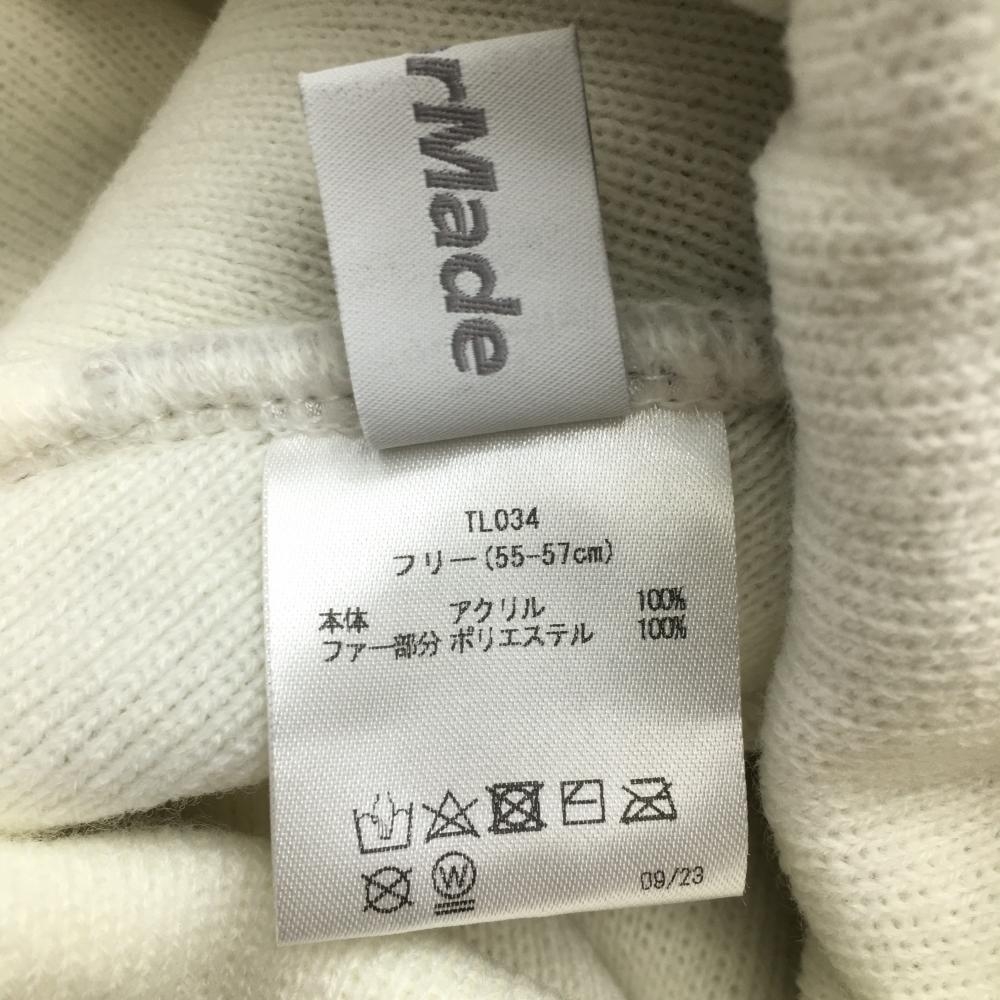 rMade
TL034
フリー(55-57cm)
本体 アクリル 100%
ファー部分 ポリエステル 100%
W
09/23